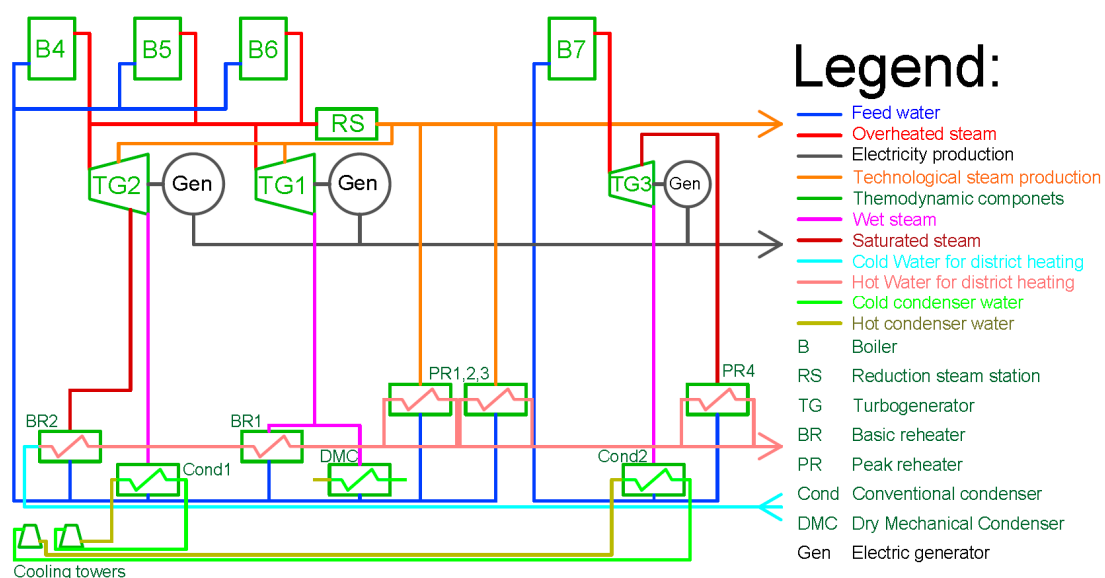 B4
B5
B6
B7
Legend:
Feed water
Overheated steam
RS
Electricity production
TG2
Gen
TG1
Gen
TG3
Gen
Technological steam production
Themodynamic componets
Wet steam
Saturated steam
Cold Water for district heating
Hot Water for district heating
Cold condenser water
Hot condenser water
B Boiler
PR1,2,3
PR4
RS Reduction steam station
TG Turbogenerator
BR2
BR1
BR Basic reheater
DMC
Cond1
Cond2
PR Peak reheater
Cond Conventional condenser
DMC Dry Mechanical Condenser
Gen Electric generator
Cooling towers